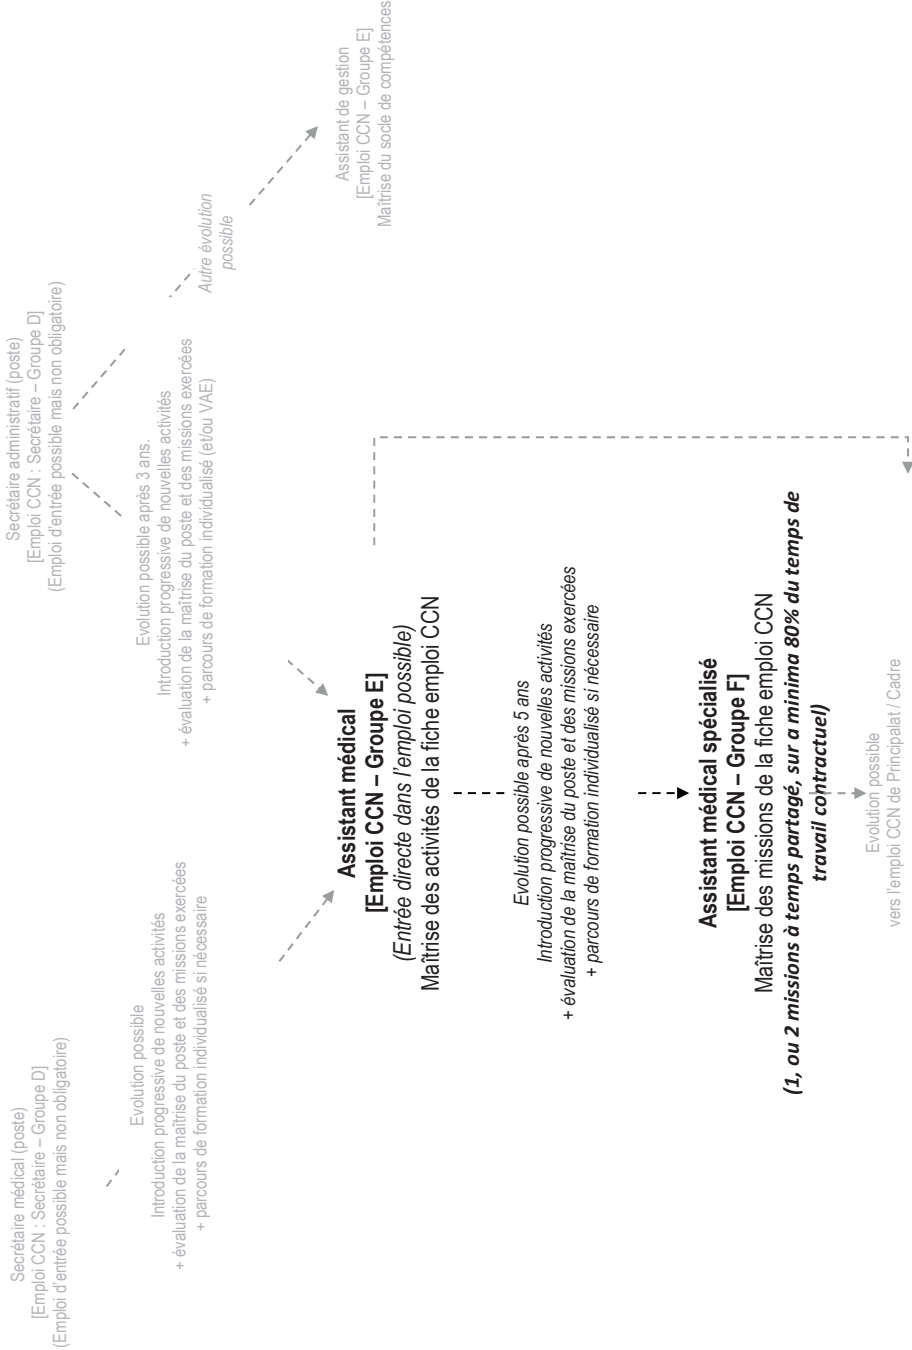 Secrétaire médical (poste)
[Emploi CCN : Secrétaire – Groupe D]
(Emploi d'entrée possible mais non obligatoire)
Secrétaire administratif (poste)
[Emploi CCN : Secrétaire – Groupe D]
(Emploi d'entrée possible mais non obligatoire)
Evolution possible
Introduction progressive de nouvelles activités
+ évaluation de la maîtrise du poste et des missions exercées
+ parcours de formation individualisé si nécessaire
Evolution possible après 3 ans.
Introduction progressive de nouvelles activités
+ évaluation de la maîtrise du poste et des missions exercées
+ parcours de formation individualisé (et/ou VAE)
Autre évolution
possible
Assistant de gestion
[Emploi CCN – Groupe E]
Maîtrise du socle de compétences
Assistant médical
[Emploi CCN – Groupe E]
(Entrée directe dans l'emploi possible)
Maîtrise des activités de la fiche emploi CCN
Evolution possible après 5 ans
Introduction progressive de nouvelles activités
+ évaluation de la maîtrise du poste et des missions exercées
+ parcours de formation individualisé si nécessaire
Assistant médical spécialisé
[Emploi CCN – Groupe F]
Maîtrise des missions de la fiche emploi CCN
(1, ou 2 missions à temps partagé, sur a minima 80% du temps de
travail contractuel)
Evolution possible
vers l'emploi CCN de Principalat / Cadre